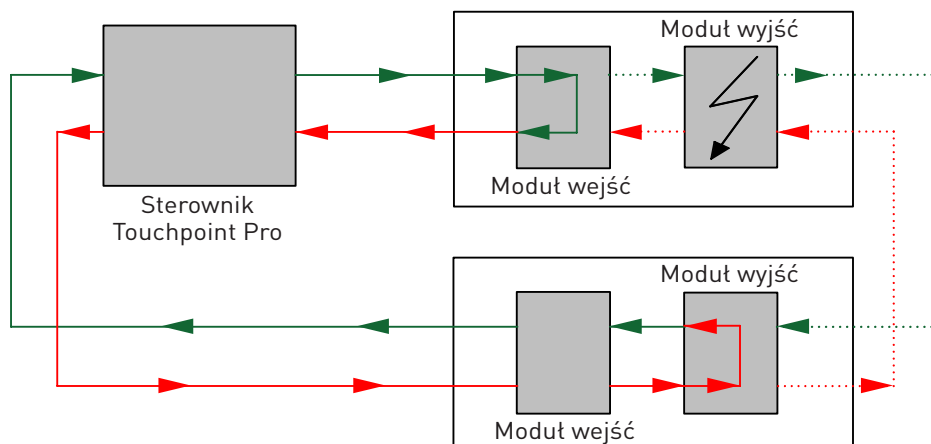 Moduł wyjść
Moduł wejść
Sterownik
Touchpoint Pro
Moduł wyjść
Moduł wejść